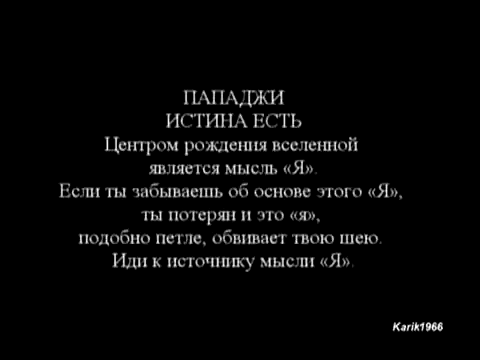 ПАПАДЖИ
ИСТИНА ЕСТЬ
Центром рождения вселенной
является мысль «Я».
Если ты забываешь об основе этого «Я»,
ты потерян и это «я»,
подобно петле, обвивает твою шею.
Иди к источнику мысли «Я».
Karik1966